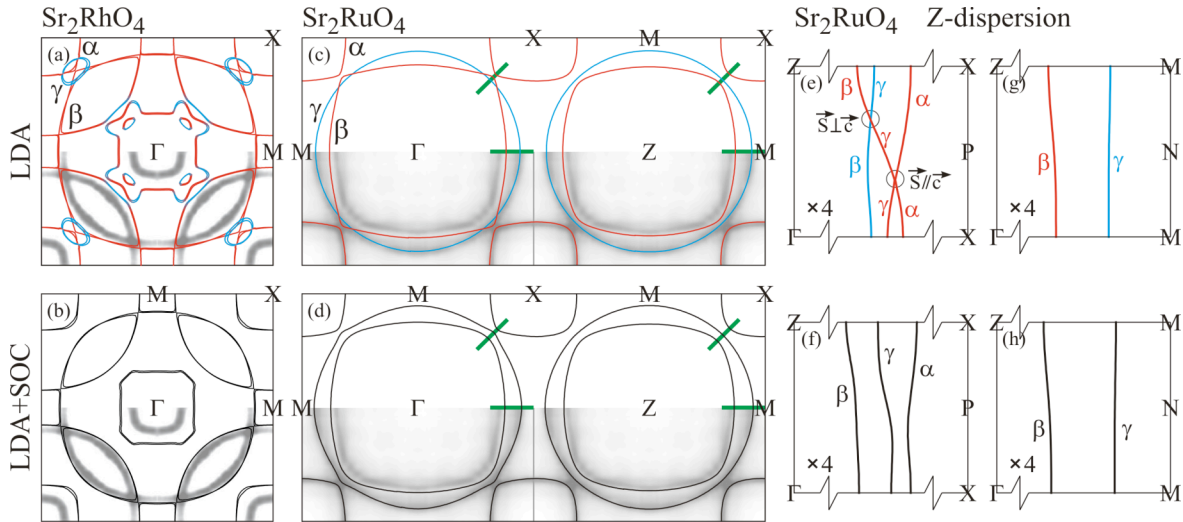 Sr2RhO4 Sr2RuO4 Sr2RuO4 Z-dispersion
LDA
(a) α X
γ
β
Γ M
(c) α X M
γ
β
M Γ Z M
Z (e) β γ α X
S⊥c
γ
β S//c P
γ α
×4
Γ X
(g) M
β γ N
×4
Γ M
LDA+SOC
(b) M X
Γ M
(d) M X M
M Γ Z M
Z (f) X
γ
β α P
×4
Γ X
Z (h) M
β γ N
×4
Γ M